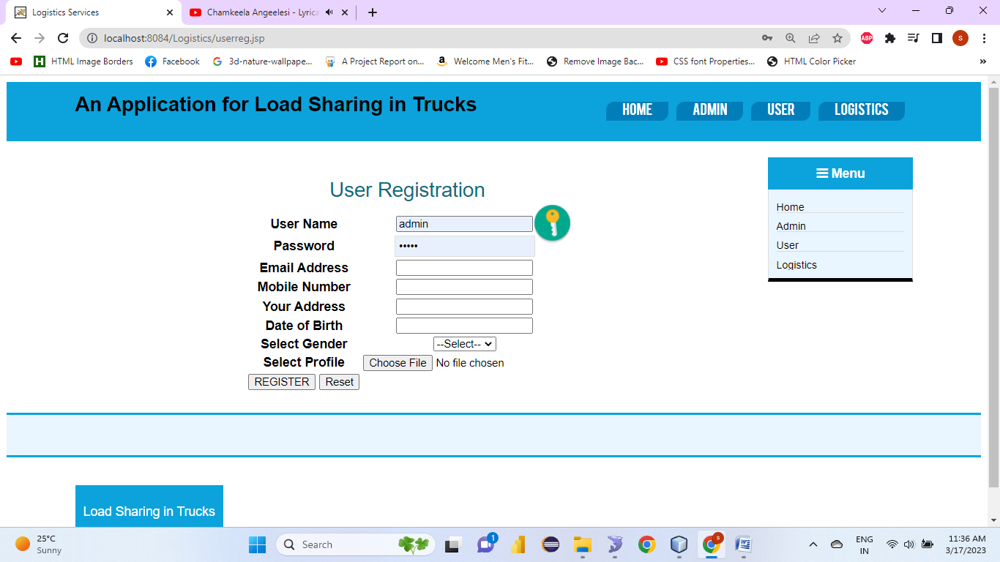 Logistics Services
Chamkeela Angeelesi - Lyrica
localhost:8084/Logistics/userreg.jsp
ABP
S
HTML Image Borders
Facebook
3d-nature-wallpape...
A Project Report on...
Welcome Men's Fit...
Remove Image Bac...
CSS font Properties...
HTML Color Picker
An Application for Load Sharing in Trucks
HOME ADMIN USER LOGISTICS
Menu
Home
Admin
User
Logistics
User Registration
User Name admin
Password •••••
Email Address
Mobile Number
Your Address
Date of Birth
Select Gender --Select--
Select Profile Choose File No file chosen
REGISTER Reset
Load Sharing in Trucks
25°C
Sunny
Search
1
S
ENG
IN
11:36 AM
3/17/2023